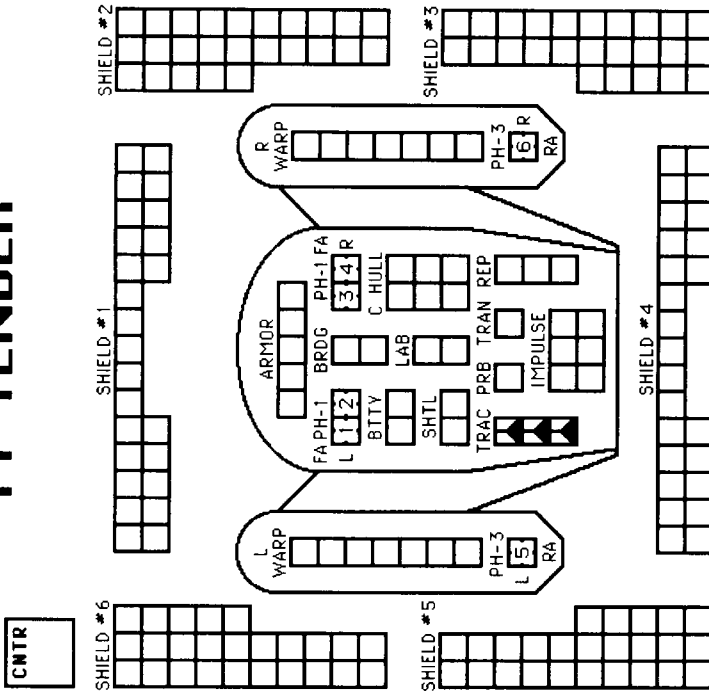 TENDER
CNTR
SHIELD #1
SHIELD #2
SHIELD #3
SHIELD #4
SHIELD #5
SHIELD #6
L
WARP
R
WARP
ARMOR
FA PH-1
L 1 2
BRDG
PH-1 FA
3 4 R
BTTY
LAB
C HULL
SHTL
TRAC
PRB
TRAN
REP
IMPULSE
PH-3
L 5
RA
PH-3
6 R
RA